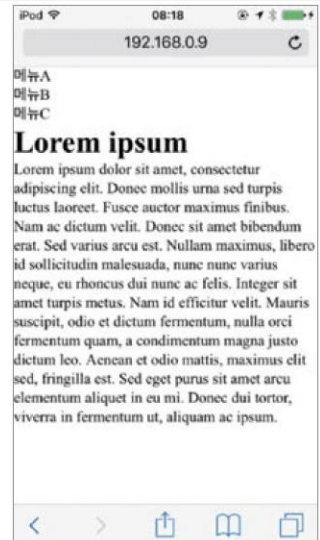 iPod 08:18
192.168.0.9
메뉴A
메뉴B
메뉴C
Lorem ipsum
Lorem ipsum dolor sit amet, consectetur
adipiscing elit. Donec mollis urna sed turpis
luctus laoreet. Fusce auctor maximus finibus.
Nam ac dictum velit. Donec sit amet bibendum
erat. Sed varius arcu est. Nullam maximus, libero
id sollicitudin malesuada, nunc nunc varius
neque, eu rhoncus dui nunc ac felis. Integer sit
amet turpis metus. Nam id efficitur velit. Mauris
suscipit, odio et dictum fermentum, nulla orci
fermentum quam, a condimentum magna justo
dictum leo. Aenean et odio mattis, maximus elit
sed, fringilla est. Sed eget purus sit amet arcu
elementum aliquet in eu mi. Donec dui tortor,
viverra in fermentum ut, aliquam ac ipsum.